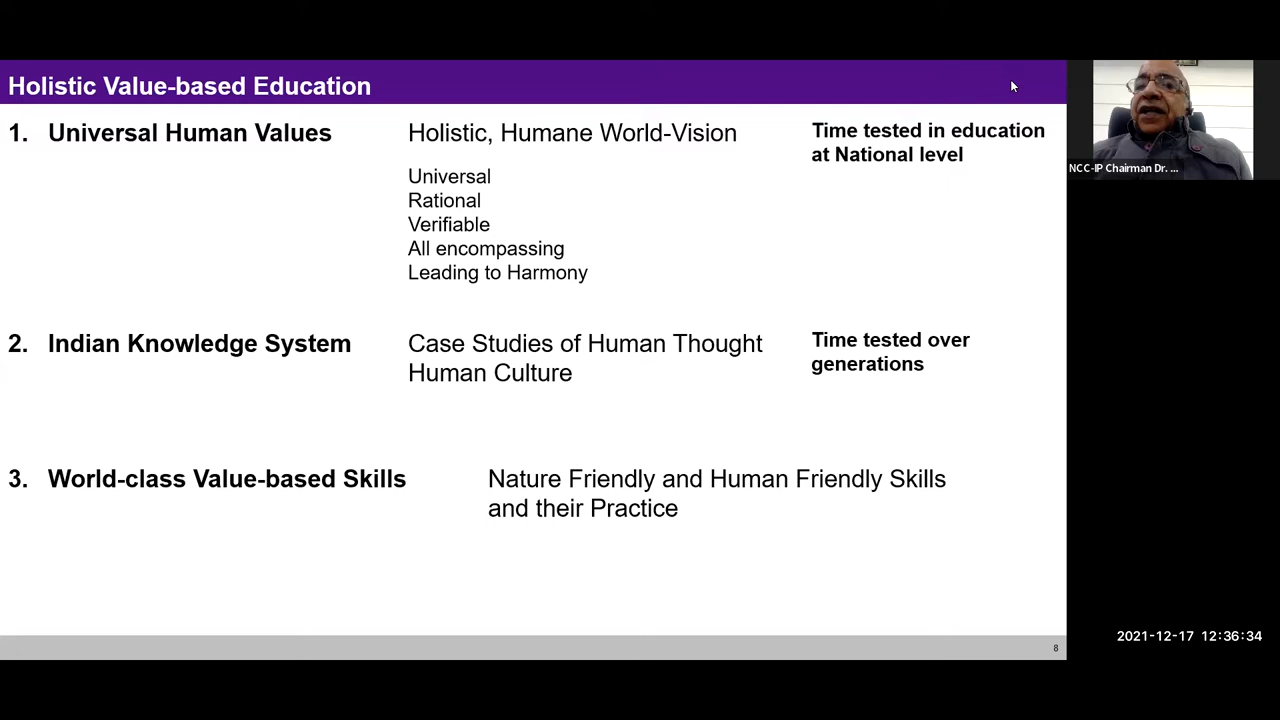 Holistic Value-based Education
1. Universal Human Values
Holistic, Humane World-Vision
Universal
Rational
Verifiable
All encompassing
Leading to Harmony
Time tested in education
at National level
2. Indian Knowledge System
Case Studies of Human Thought
Human Culture
Time tested over
generations
3. World-class Value-based Skills
Nature Friendly and Human Friendly Skills
and their Practice
8
NCC-IP Chairman Dr. ...
2021-12-17 12:36:34